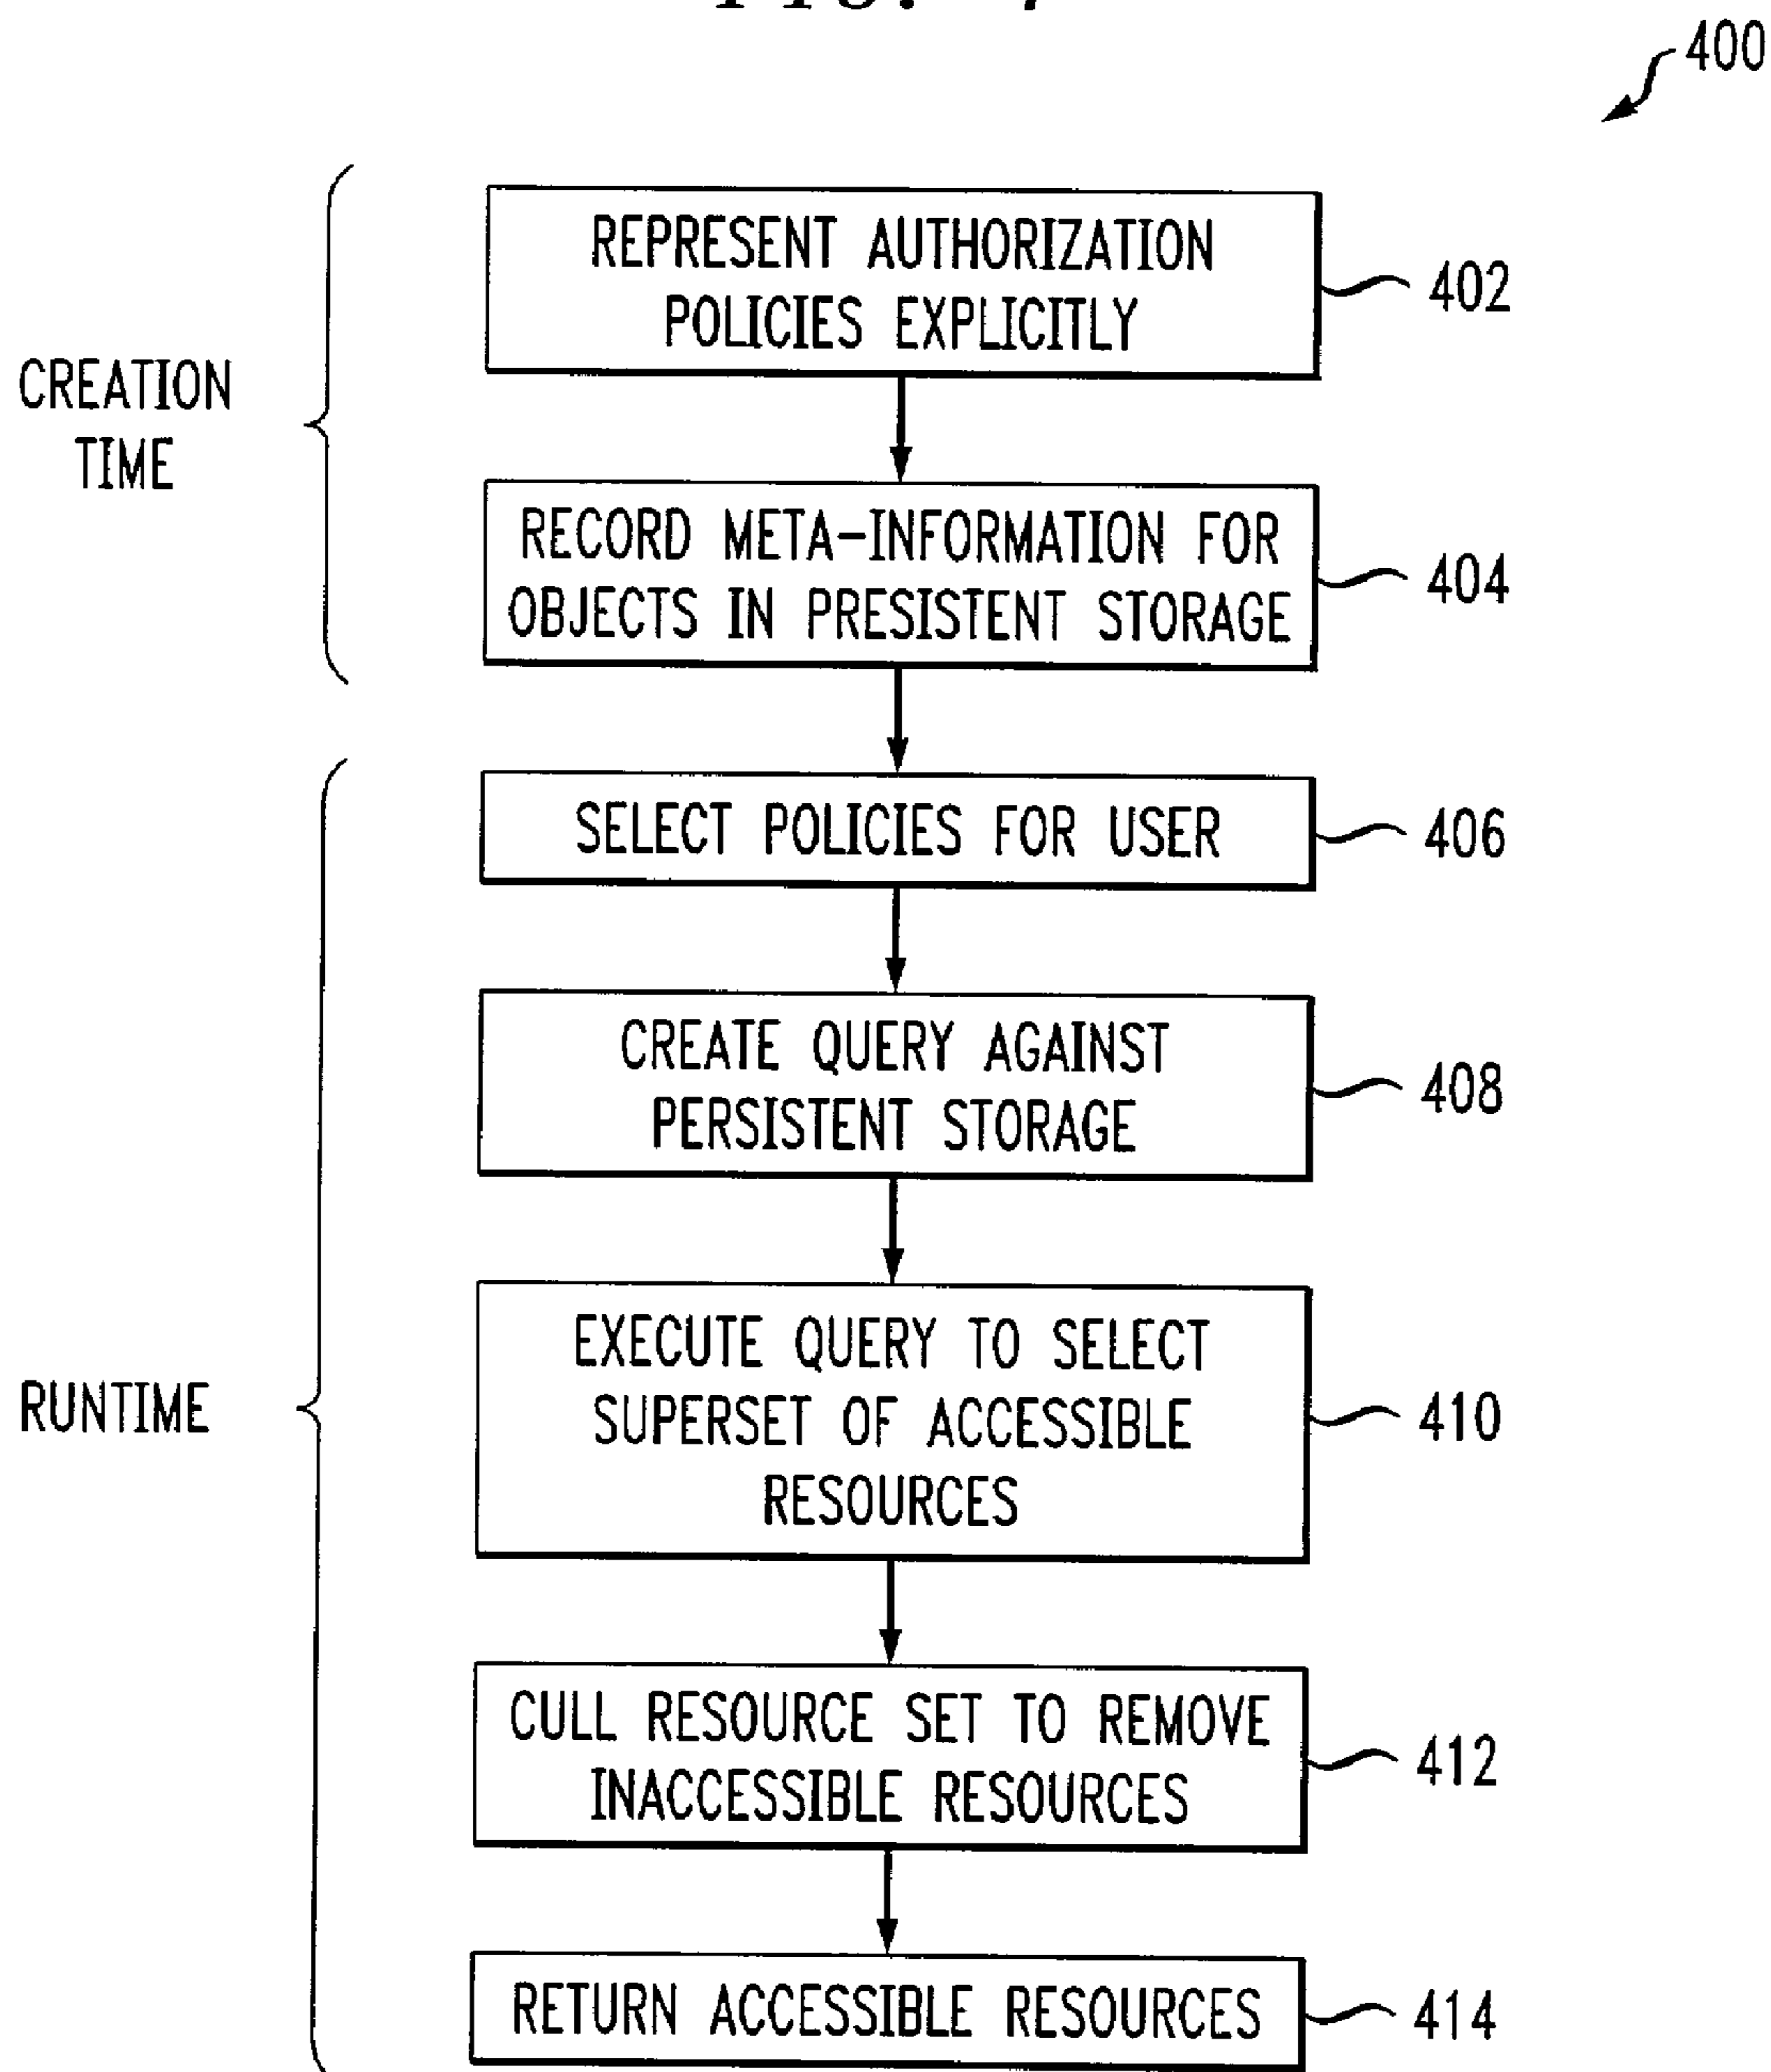 400
REPRESENT AUTHORIZATION
POLICIES EXPLICITLY
402
CREATION
TIME
RECORD META-INFORMATION FOR
OBJECTS IN PRESISTENT STORAGE
404
SELECT POLICIES FOR USER
406
CREATE QUERY AGAINST
PERSISTENT STORAGE
408
RUNTIME
EXECUTE QUERY TO SELECT
SUPERSET OF ACCESSIBLE
RESOURCES
410
CULL RESOURCE SET TO REMOVE
INACCESSIBLE RESOURCES
412
RETURN ACCESSIBLE RESOURCES
414